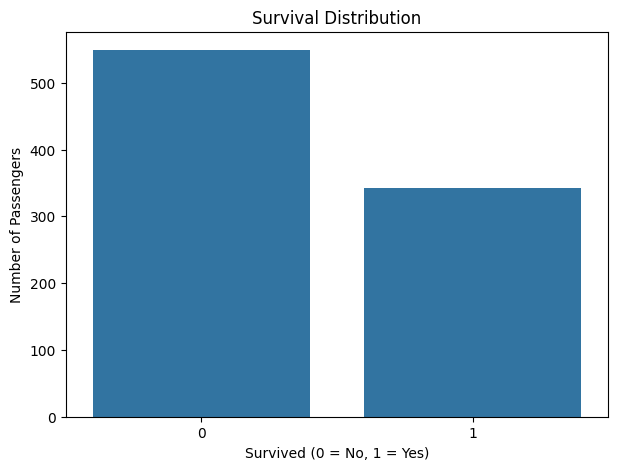 Survival Distribution
Number of Passengers
500
400
300
200
100
0
0 1
Survived (0 = No, 1 = Yes)